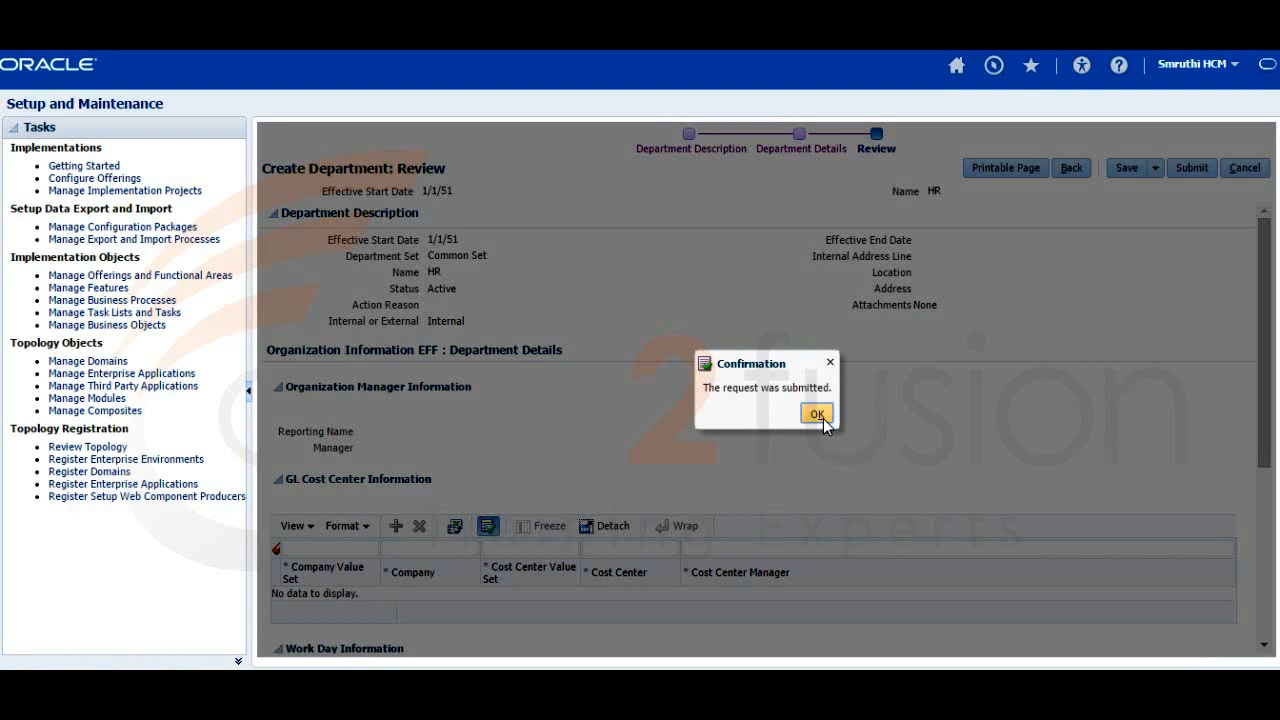 ORACLE
Smruthi HCM
Setup and Maintenance
Tasks
Implementations
Getting Started
Configure Offerings
Manage Implementation Projects
Setup Data Export and Import
Manage Configuration Packages
Manage Export and Import Processes
Implementation Objects
Manage Offerings and Functional Areas
Manage Features
Manage Business Processes
Manage Task Lists and Tasks
Manage Business Objects
Topology Objects
Manage Domains
Manage Enterprise Applications
Manage Third Party Applications
Manage Modules
Manage Composites
Topology Registration
Review Topology
Register Enterprise Environments
Register Domains
Register Enterprise Applications
Register Setup Web Component Producers
Department Description Department Details Review
Create Department: Review
Printable Page Back Save Submit Cancel
Effective Start Date 1/1/51 Name HR
Department Description
Effective Start Date 1/1/51 Effective End Date
Department Set Common Set Internal Address Line
Name HR Location
Status Active Address
Action Reason Attachments None
Internal or External Internal
Organization Information EFF : Department Details
Organization Manager Information
Reporting Name
Manager
GL Cost Center Information
View Format Freeze Detach Wrap
* Company Value Set * Company * Cost Center Value Set * Cost Center * Cost Center Manager
No data to display.
Work Day Information
Confirmation
The request was submitted.
OK
2fusion